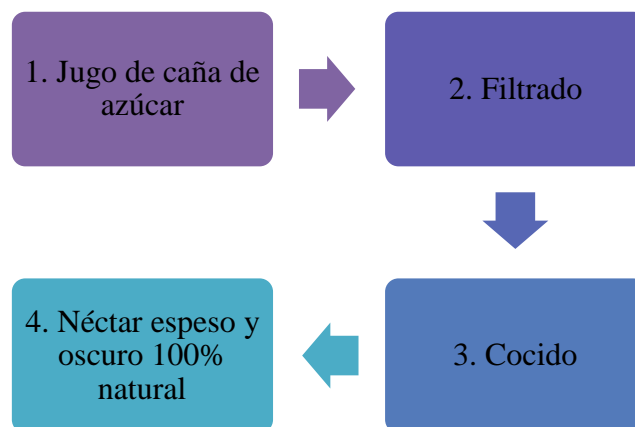 1. Jugo de caña de
azúcar
2. Filtrado
3. Cocido
4. Néctar espeso y
oscuro 100%
natural